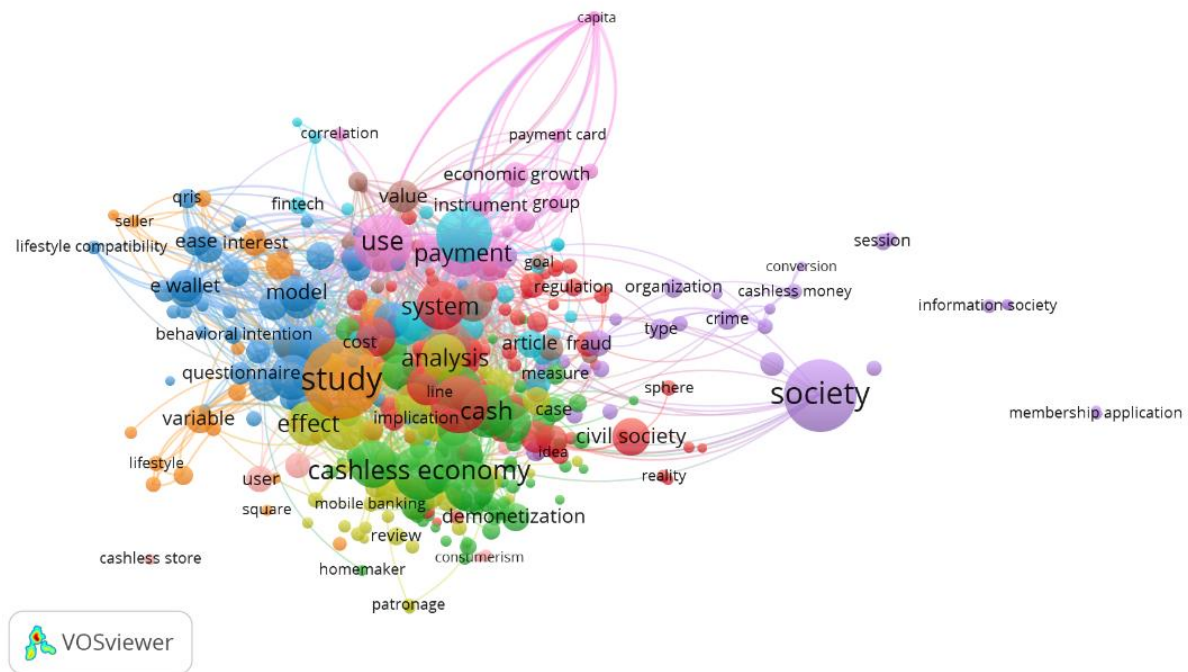 capita
correlation
payment card
economic growth
qris
fintech
value
instrument
group
seller
lifestyle compatibility
ease
interest
use
payment
session
goal
conversion
e wallet
model
system
regulation
organization
cashless money
information society
behavioral intention
cost
article
fraud
type
crime
questionnaire
study
analysis
measure
line
sphere
society
variable
effect
implication
cash
case
civil society
membership application
idea
lifestyle
user
cashless economy
reality
square
mobile banking
demonetization
review
cashless store
homemaker
consumerism
patronage
VOSviewer